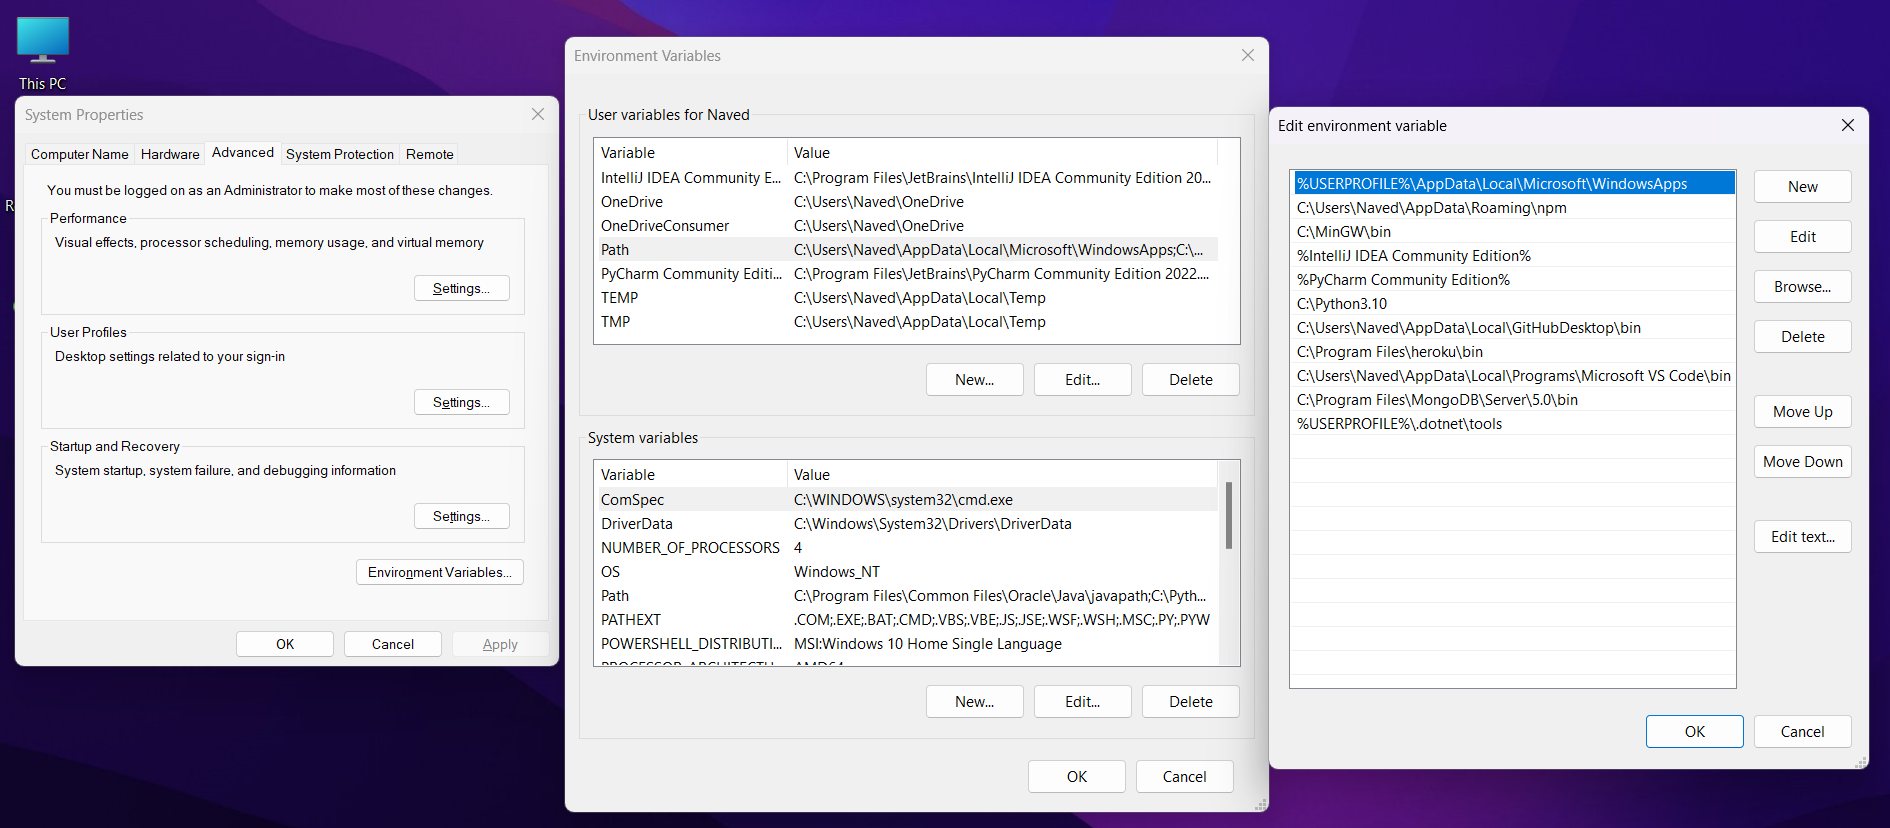 This PC
R
System Properties
Computer Name
Hardware
Advanced
System Protection
Remote
You must be logged on as an Administrator to make most of these changes.
Performance
Visual effects, processor scheduling, memory usage, and virtual memory
Settings...
User Profiles
Desktop settings related to your sign-in
Settings...
Startup and Recovery
System startup, system failure, and debugging information
Settings...
Environment Variables...
OK
Cancel
Apply
Environment Variables
User variables for Naved
Variable Value
IntelliJ IDEA Community E... C:\Program Files\JetBrains\IntelliJ IDEA Community Edition 20...
OneDrive C:\Users\Naved\OneDrive
OneDriveConsumer C:\Users\Naved\OneDrive
Path C:\Users\Naved\AppData\Local\Microsoft\WindowsApps;C:\...
PyCharm Community Editi... C:\Program Files\JetBrains\PyCharm Community Edition 2022....
TEMP C:\Users\Naved\AppData\Local\Temp
TMP C:\Users\Naved\AppData\Local\Temp
New...
Edit...
Delete
System variables
Variable Value
ComSpec C:\WINDOWS\system32\cmd.exe
DriverData C:\Windows\System32\Drivers\DriverData
NUMBER_OF_PROCESSORS 4
OS Windows_NT
Path C:\Program Files\Common Files\Oracle\Java\javapath;C:\Pyth...
PATHEXT .COM;.EXE;.BAT;.CMD;.VBS;.VBE;.JS;.JSE;.WSF;.WSH;.MSC;.PY;.PYW
POWERSHELL_DISTRIBUTI... MSI:Windows 10 Home Single Language
PROCESSOR_ARCHITECTU... AMD64
New...
Edit...
Delete
OK
Cancel
Edit environment variable
%USERPROFILE%\AppData\Local\Microsoft\WindowsApps
C:\Users\Naved\AppData\Roaming\npm
C:\MinGW\bin
%IntelliJ IDEA Community Edition%
%PyCharm Community Edition%
C:\Python3.10
C:\Users\Naved\AppData\Local\GitHubDesktop\bin
C:\Program Files\heroku\bin
C:\Users\Naved\AppData\Local\Programs\Microsoft VS Code\bin
C:\Program Files\MongoDB\Server\5.0\bin
%USERPROFILE%\.dotnet\tools
New
Edit
Browse...
Delete
Move Up
Move Down
Edit text...
OK
Cancel